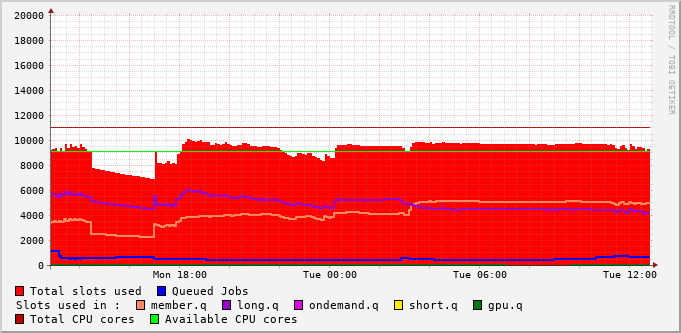 RRDTOOL / TOBI OETIKER
20000
18000
16000
14000
12000
10000
8000
6000
4000
2000
0
Mon 18:00 Tue 00:00 Tue 06:00 Tue 12:00
Total slots used Queued Jobs
Slots used in : member.q long.q ondemand.q short.q gpu.q
Total CPU cores Available CPU cores